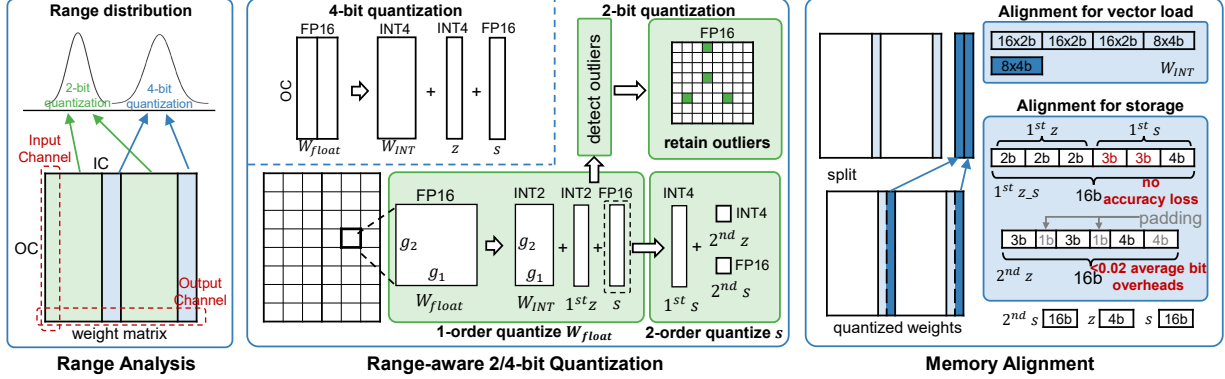 Range distribution
2-bit quantization
4-bit quantization
Input Channel
IC
OC
Output Channel
weight matrix
Range Analysis
4-bit quantization
FP16
INT4
INT4
FP16
OC
+
+
W_float
W_INT
z
s
2-bit quantization
detect outliers
FP16
retain outliers
FP16
g_2
g_1
W_float
INT2
INT2
FP16
g_2
g_1
+
+
W_INT
1^st z
s
1-order quantize W_float
INT4
+
INT4
2^nd z
FP16
2^nd s
1^st s
2-order quantize s
Range-aware 2/4-bit Quantization
split
quantized weights
Alignment for vector load
16x2b 16x2b 16x2b 8x4b
8x4b
W_INT
Alignment for storage
1^st z 1^st s
2b 2b 2b 3b 3b 4b
1^st z_s
16b
no accuracy loss
padding
3b 1b 3b 1b 4b 4b
2^nd z
16b
<0.02 average bit overheads
2^nd s 16b z 4b s 16b
Memory Alignment